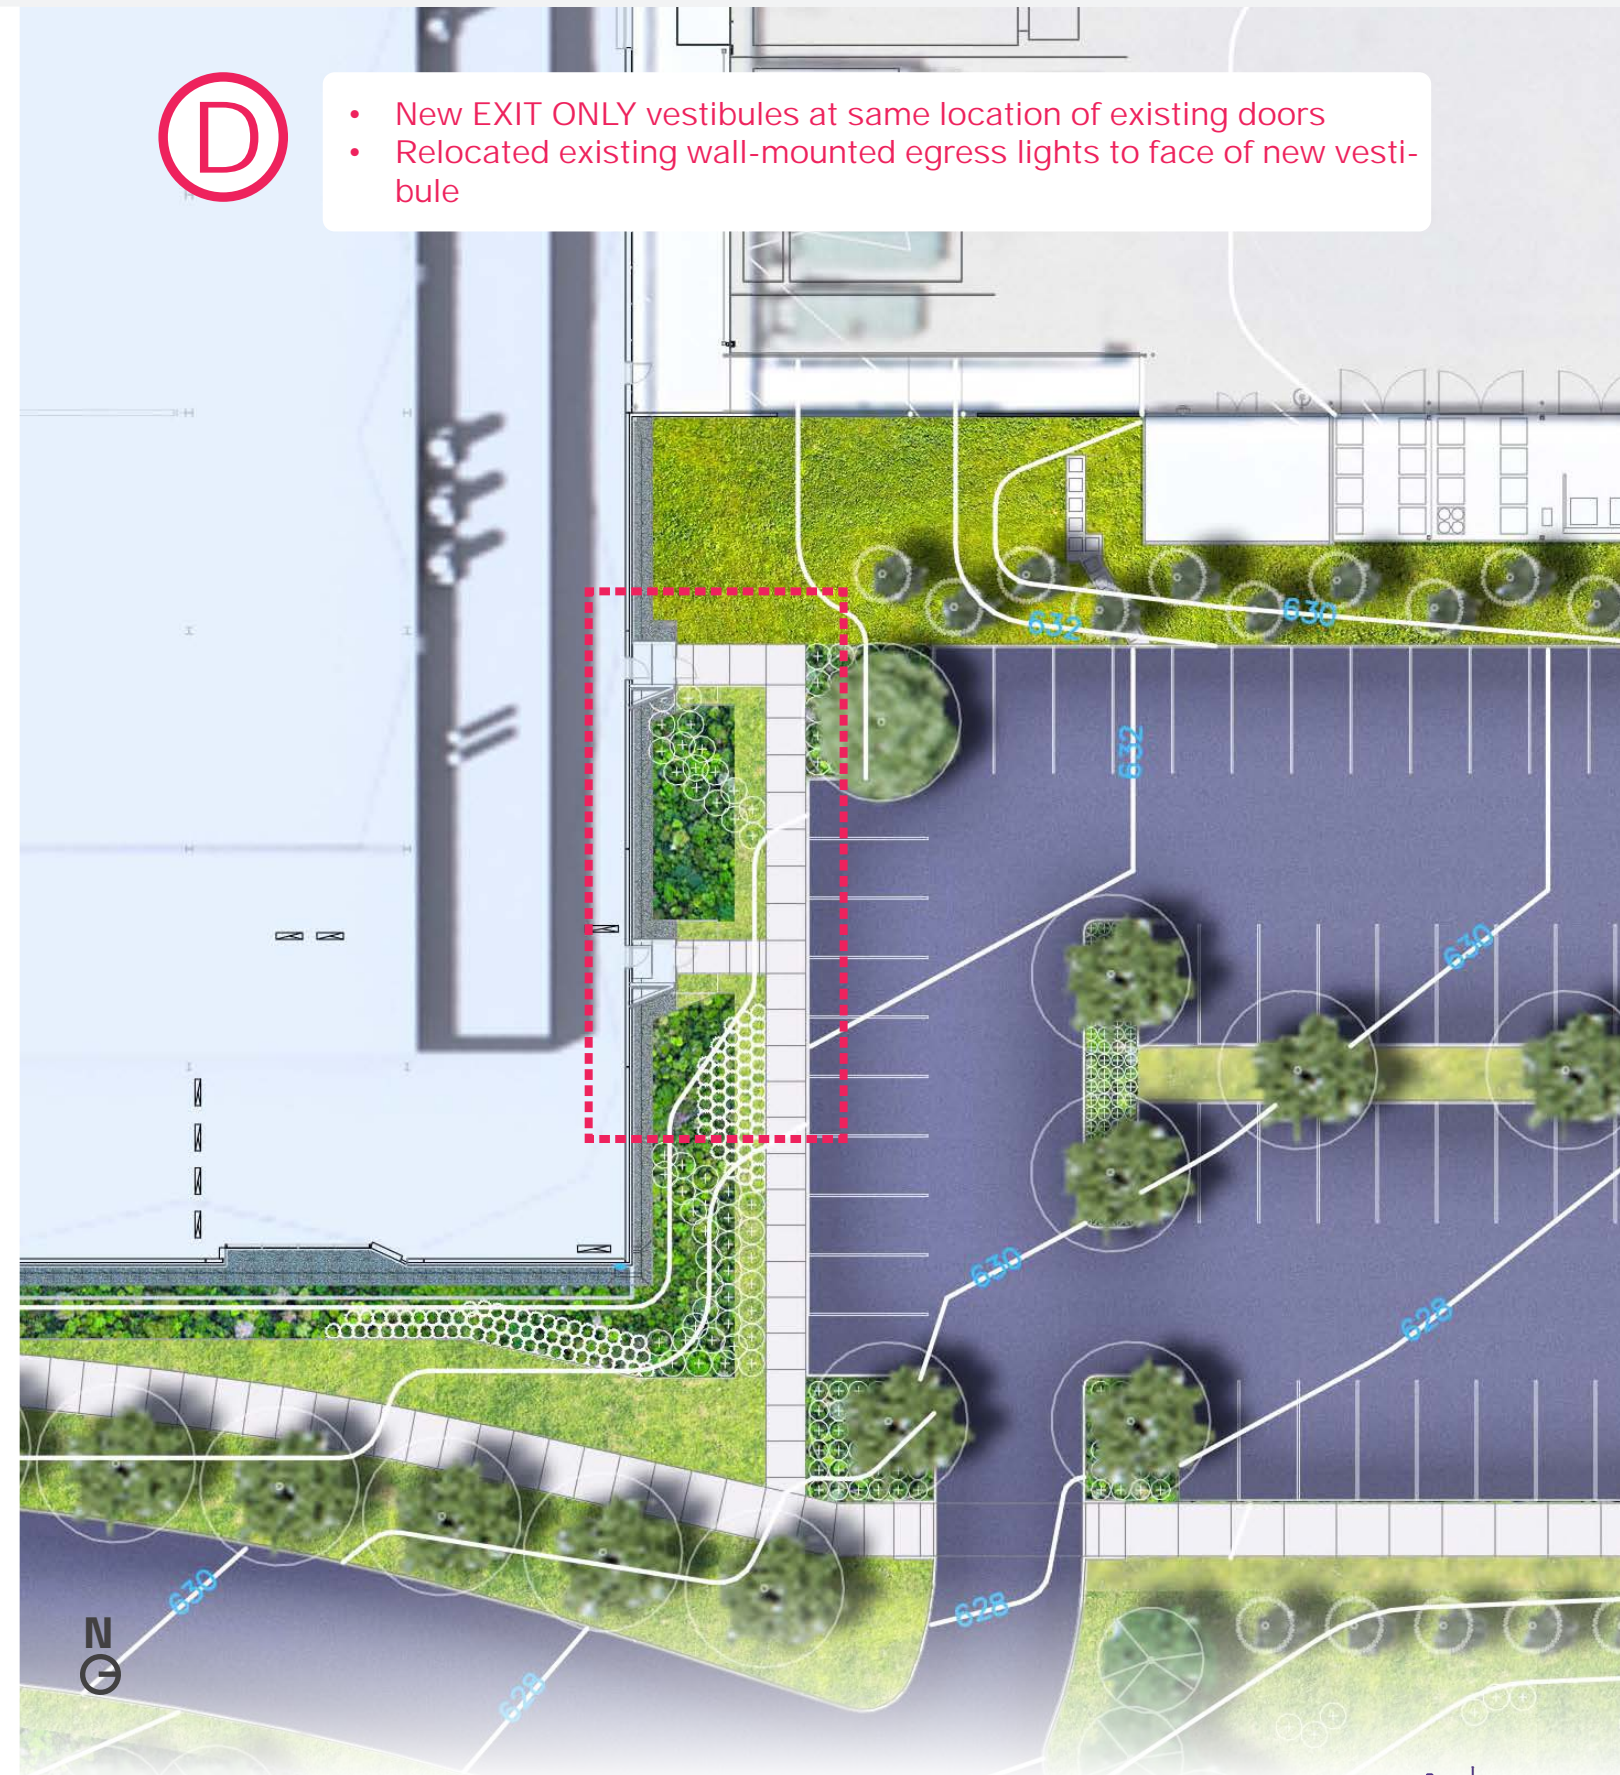 D
• New EXIT ONLY vestibules at same location of existing doors
• Relocated existing wall-mounted egress lights to face of new vesti-
bule
632
630
632
630
630
628
630
628
628
N